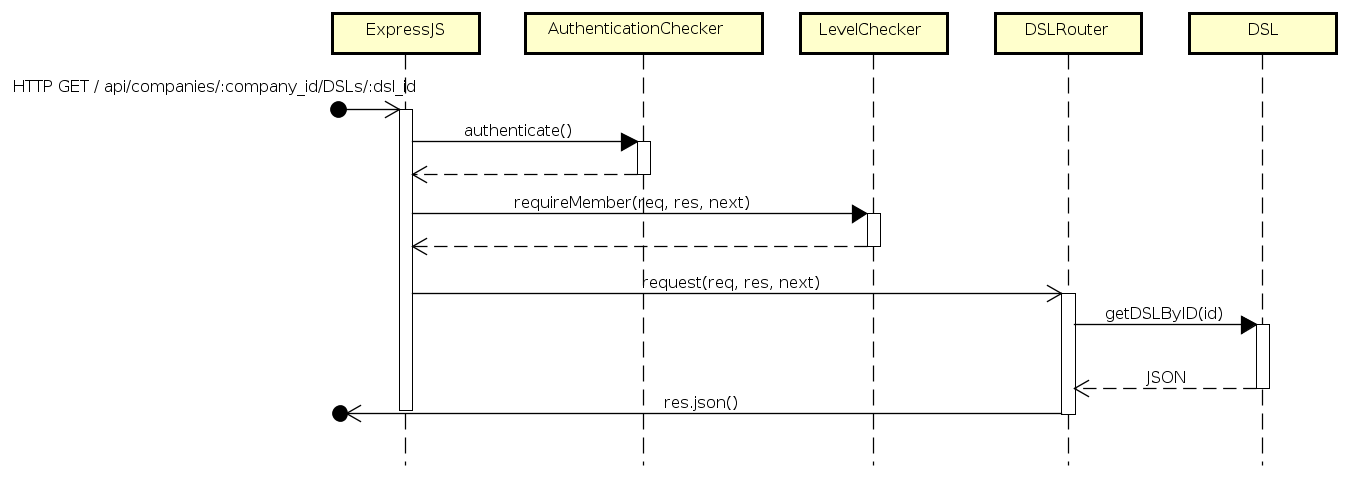 ExpressJS
AuthenticationChecker
LevelChecker
DSLRouter
DSL
HTTP GET / api/companies/:company_id/DSLs/:dsl_id
authenticate()
requireMember(req, res, next)
request(req, res, next)
getDSLByID(id)
JSON
res.json()